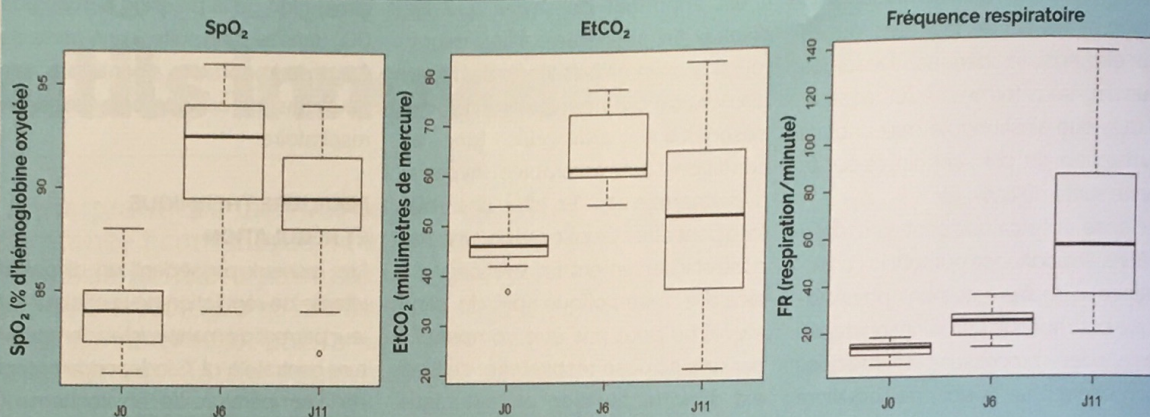 SpO₂
SpO₂ (% d'hémoglobine oxydée)
95
90
85
J0
J6
J11
EtCO₂
EtCO₂ (millimètres de mercure)
80
70
60
50
40
30
20
J0
J6
J11
Fréquence respiratoire
FR (respiration/minute)
140
120
100
80
60
40
20
J0
J6
J11